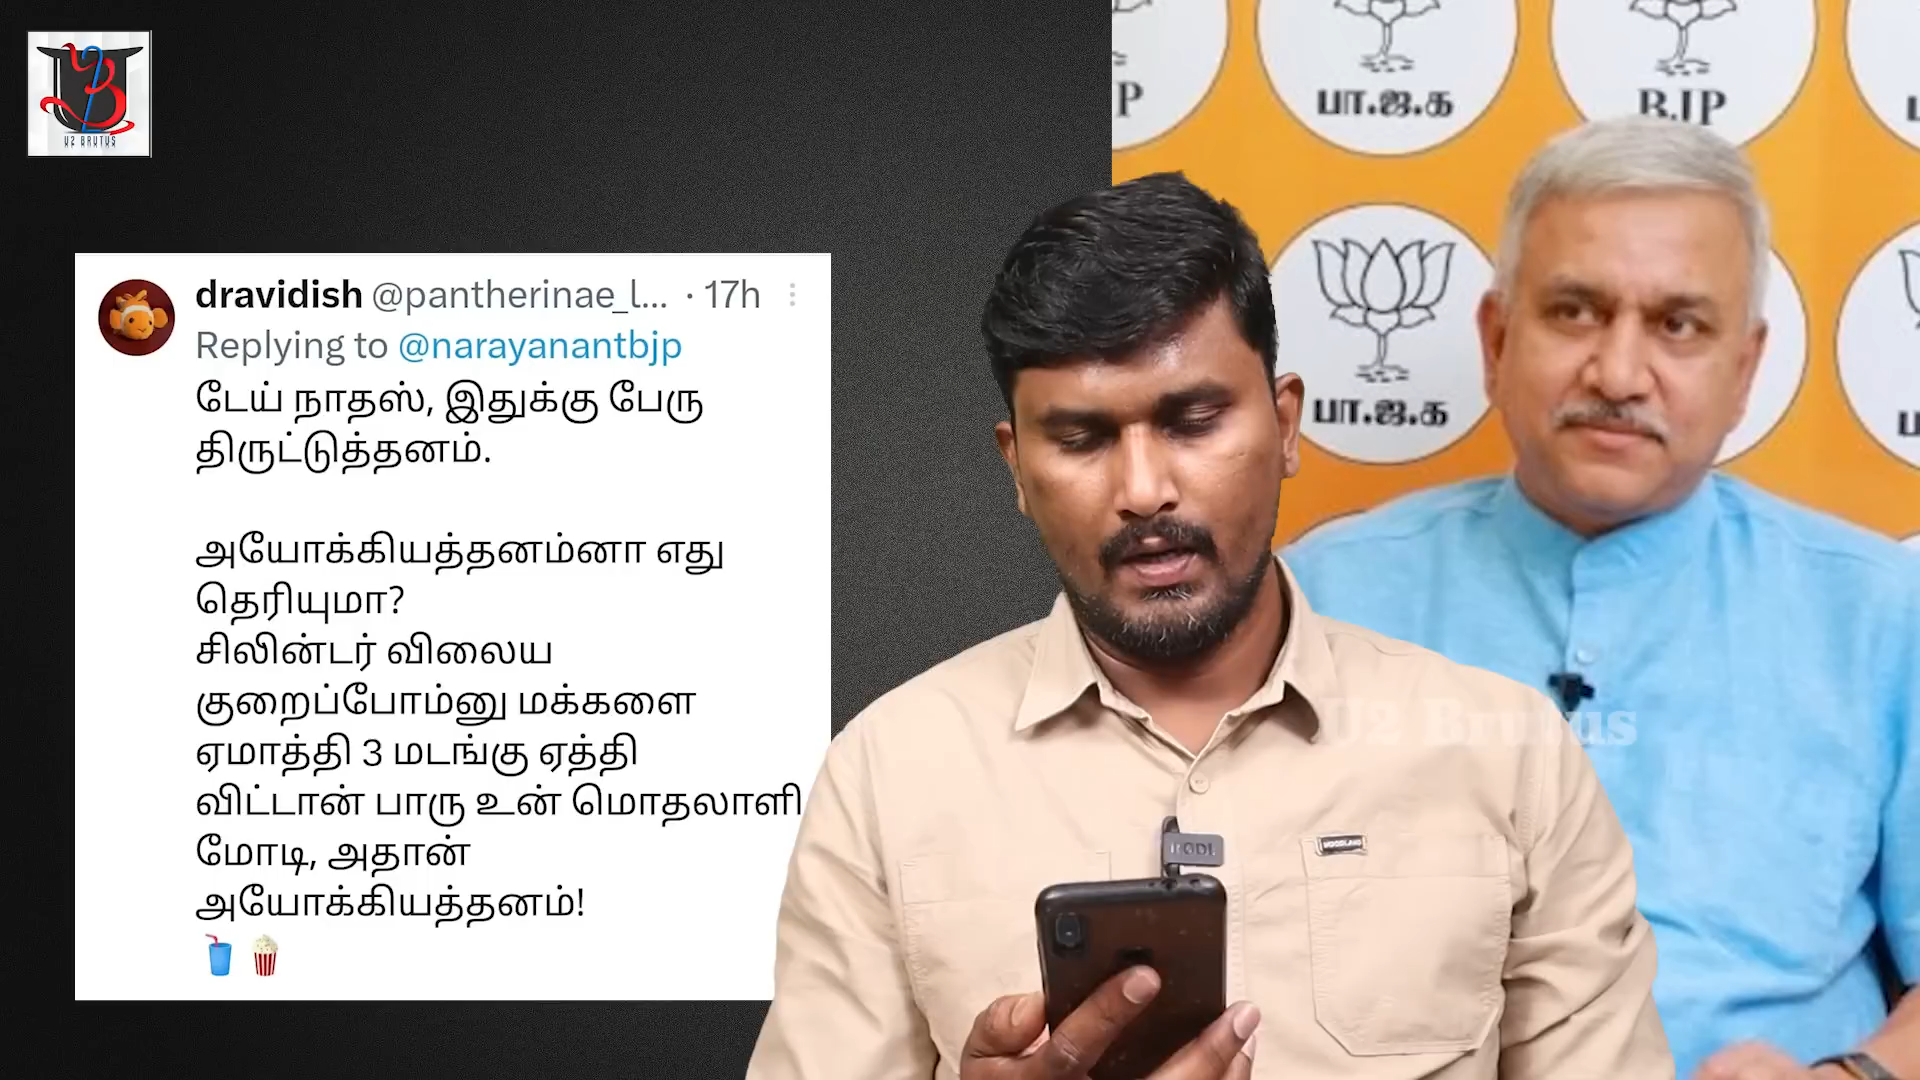 U2 BRUTUS
dravidish @pantherinae_l... · 17h
Replying to @narayanantbjp
டேய் நாதஸ், இதுக்கு பேரு
திருட்டுத்தனம்.
அயோக்கியத்தனம்னா எது
தெரியுமா?
சிலிண்டர் விலைய
குறைப்போம்னு மக்களை
ஏமாத்தி 3 மடங்கு ஏத்தி
விட்டான் பாரு உன் மொதலாளி
மோடி, அதான்
அயோக்கியத்தனம்!
பா.ஜ.க
BJP
பா.ஜ.க
U2 Brutus
WOODLAND